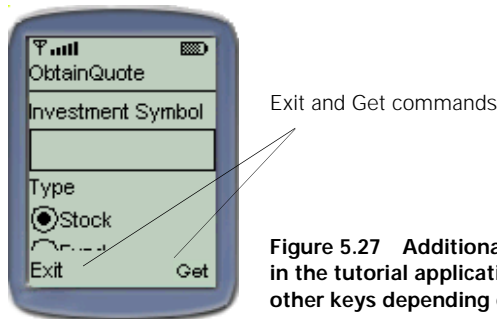 ObtainQuote
Investment Symbol
Type
Stock
Exit
Get
Exit and Get commands
Figure 5.27 Additiona
in the tutorial applicati
other keys depending